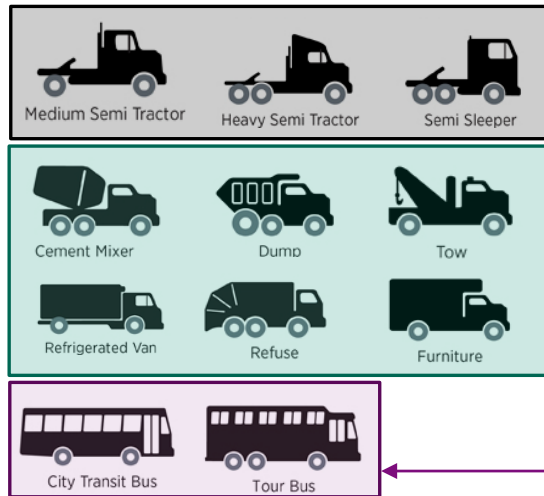 Medium Semi Tractor
Heavy Semi Tractor
Semi Sleeper
Cement Mixer
Dump
Tow
Refrigerated Van
Refuse
Furniture
City Transit Bus
Tour Bus